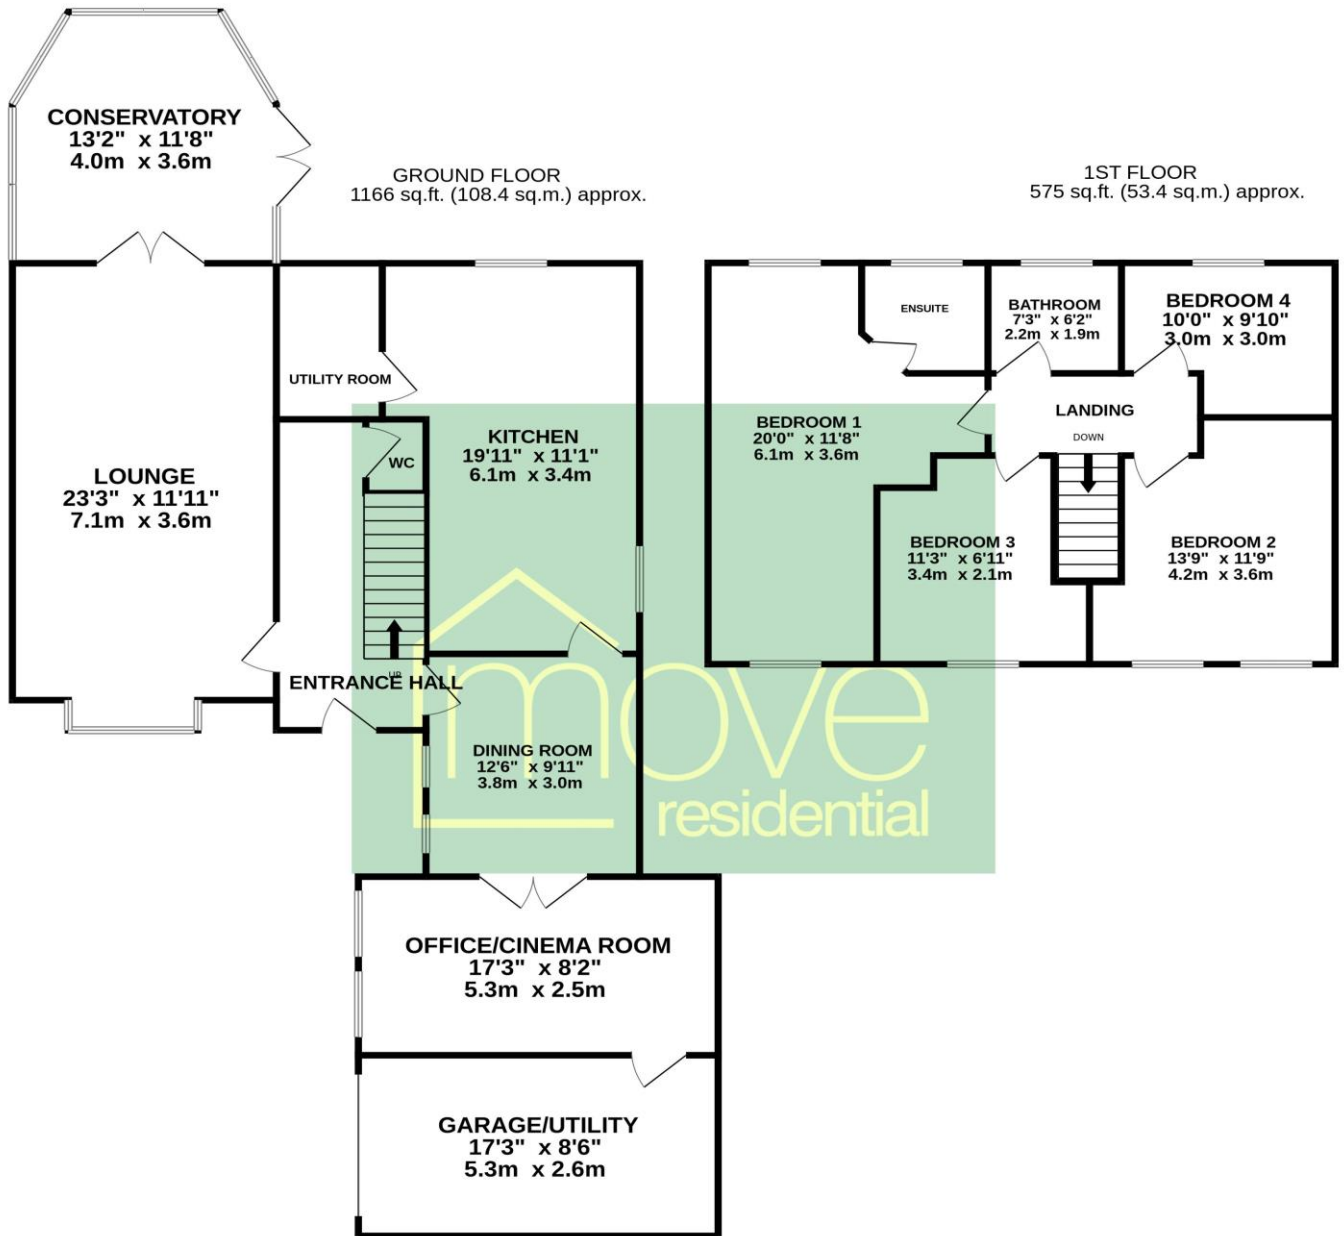 CONSERVATORY
13'2" x 11'8"
4.0m x 3.6m
GROUND FLOOR
1166 sq.ft. (108.4 sq.m.) approx.
1ST FLOOR
575 sq.ft. (53.4 sq.m.) approx.
UTILITY ROOM
LOUNGE
23'3" x 11'11"
7.1m x 3.6m
KITCHEN
19'11" x 11'1"
6.1m x 3.4m
WC
UP
ENTRANCE HALL
DINING ROOM
12'6" x 9'11"
3.8m x 3.0m
OFFICE/CINEMA ROOM
17'3" x 8'2"
5.3m x 2.5m
GARAGE/UTILITY
17'3" x 8'6"
5.3m x 2.6m
ENSUITE
BATHROOM
7'3" x 6'2"
2.2m x 1.9m
BEDROOM 4
10'0" x 9'10"
3.0m x 3.0m
BEDROOM 1
20'0" x 11'8"
6.1m x 3.6m
LANDING
DOWN
BEDROOM 3
11'3" x 6'11"
3.4m x 2.1m
BEDROOM 2
13'9" x 11'9"
4.2m x 3.6m
move
residential